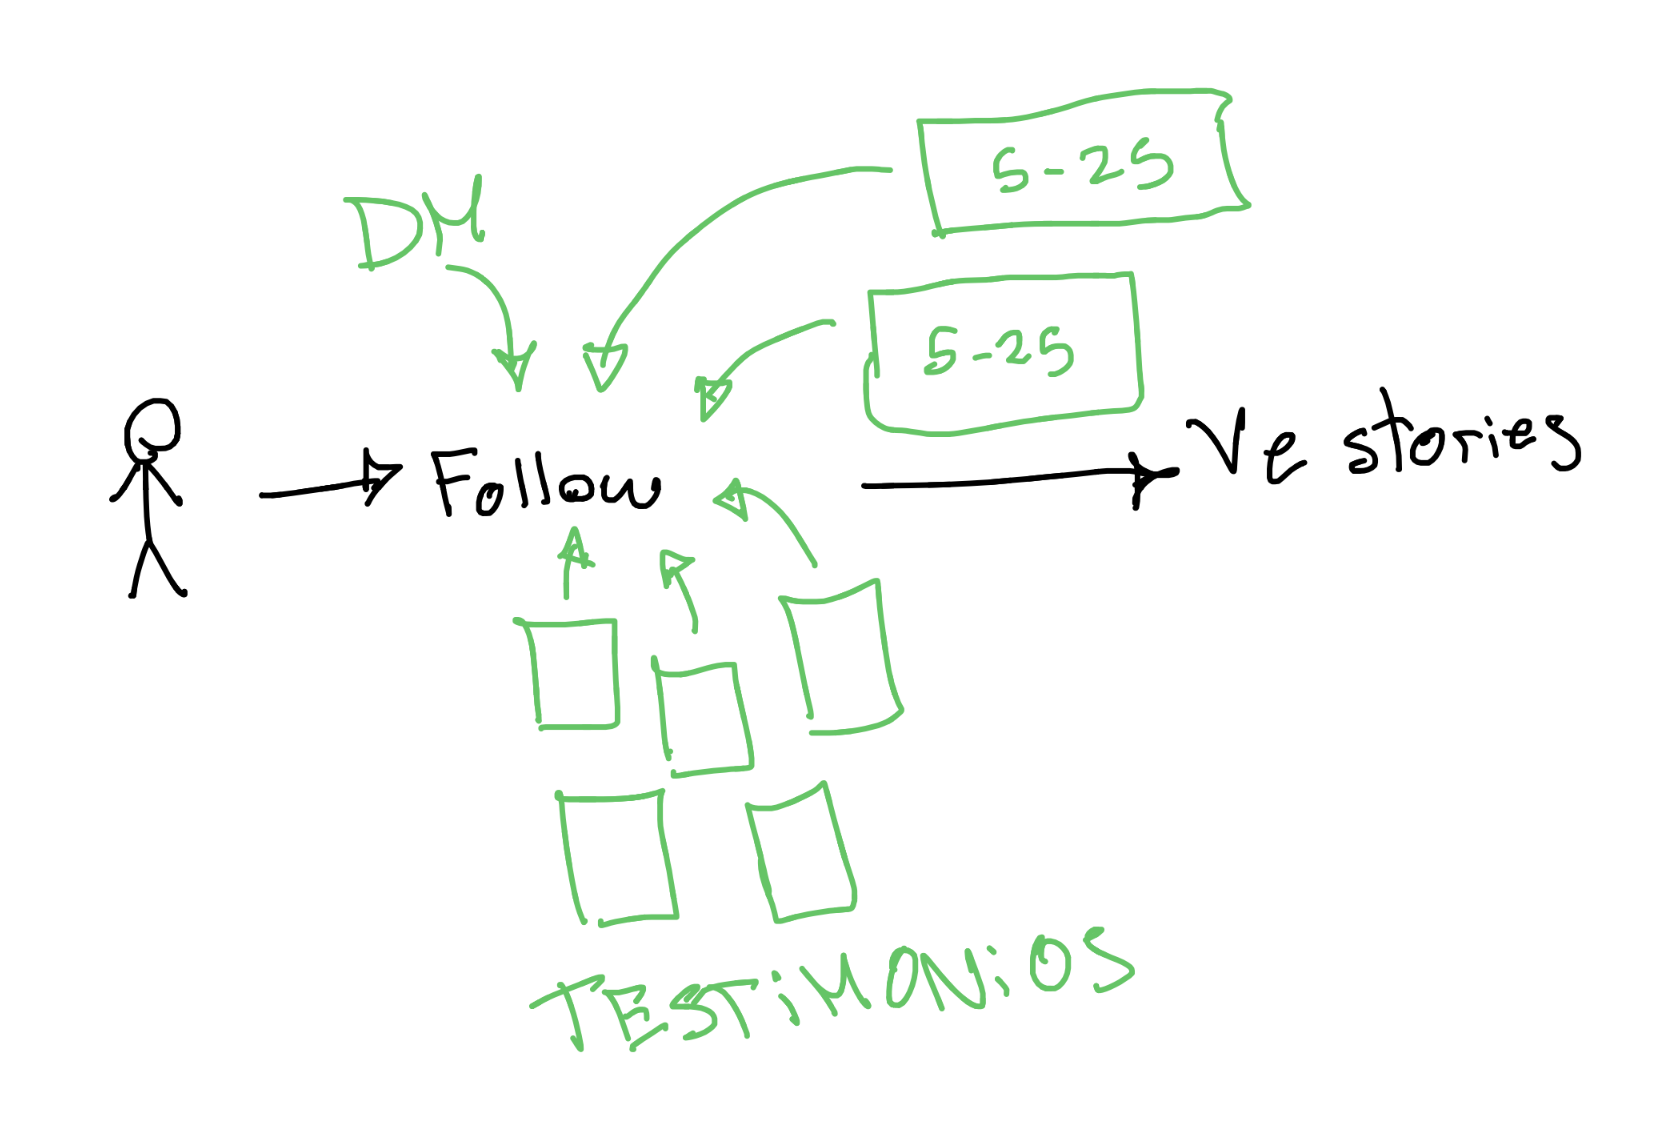 5-25
DM
5-25
Follow
Ve stories
TESTiMONiOS